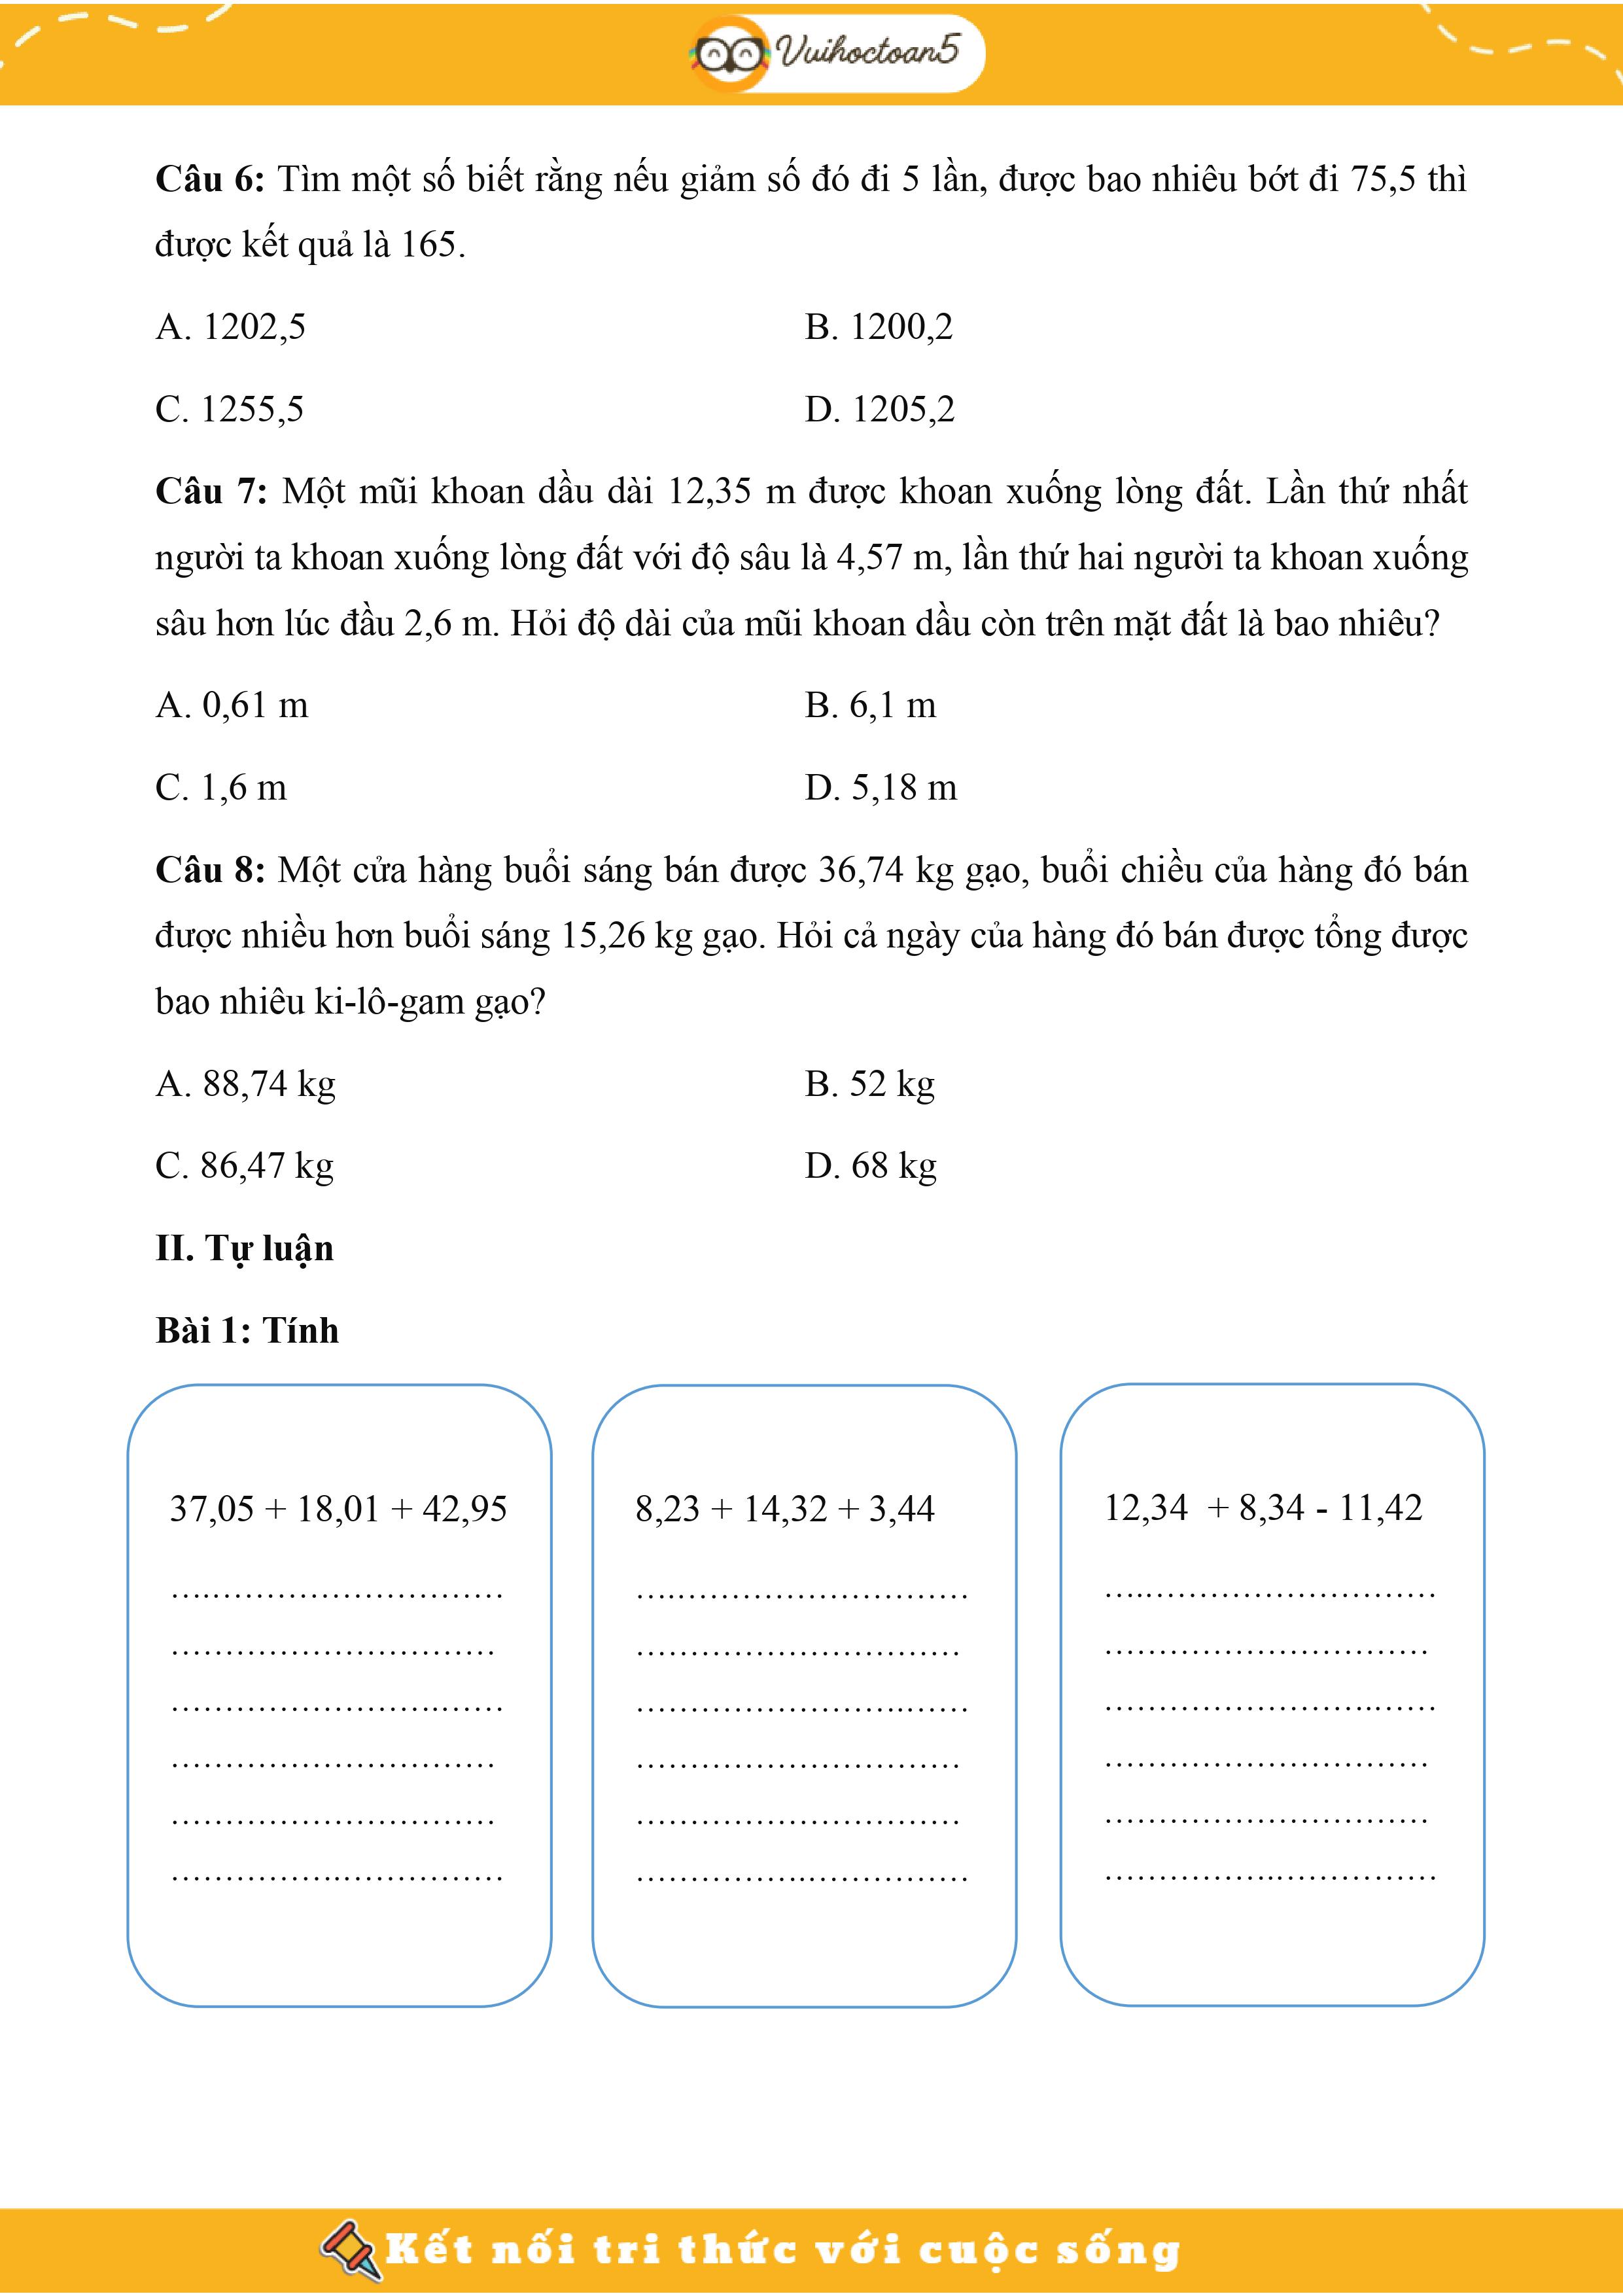 Vuihoctoan5
Câu 6: Tìm một số biết rằng nếu giảm số đó đi 5 lần, được bao nhiêu bớt đi 75,5 thì
được kết quả là 165.
A. 1202,5 B. 1200,2
C. 1255,5 D. 1205,2
Câu 7: Một mũi khoan dầu dài 12,35 m được khoan xuống lòng đất. Lần thứ nhất
người ta khoan xuống lòng đất với độ sâu là 4,57 m, lần thứ hai người ta khoan xuống
sâu hơn lúc đầu 2,6 m. Hỏi độ dài của mũi khoan dầu còn trên mặt đất là bao nhiêu?
A. 0,61 m B. 6,1 m
C. 1,6 m D. 5,18 m
Câu 8: Một cửa hàng buổi sáng bán được 36,74 kg gạo, buổi chiều của hàng đó bán
được nhiều hơn buổi sáng 15,26 kg gạo. Hỏi cả ngày của hàng đó bán được tổng được
bao nhiêu ki-lô-gam gạo?
A. 88,74 kg B. 52 kg
C. 86,47 kg D. 68 kg
II. Tự luận
Bài 1: Tính
37,05 + 18,01 + 42,95 8,23 + 14,32 + 3,44 12,34 + 8,34 - 11,42
Kết nối tri thức với cuộc sống